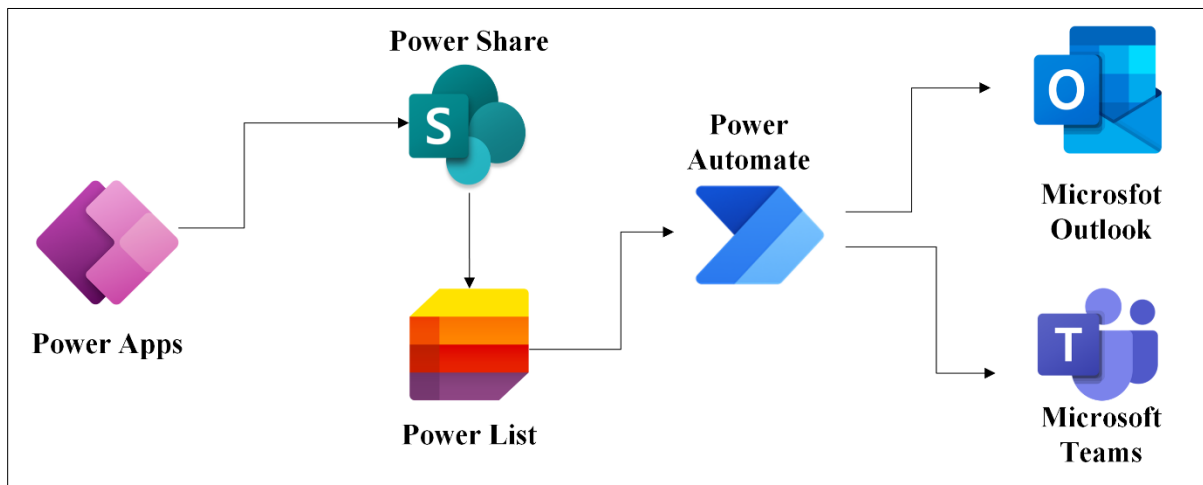 Power Apps
Power Share
S
Power List
Power
Automate
O
Microsfot
Outlook
T
Microsoft
Teams